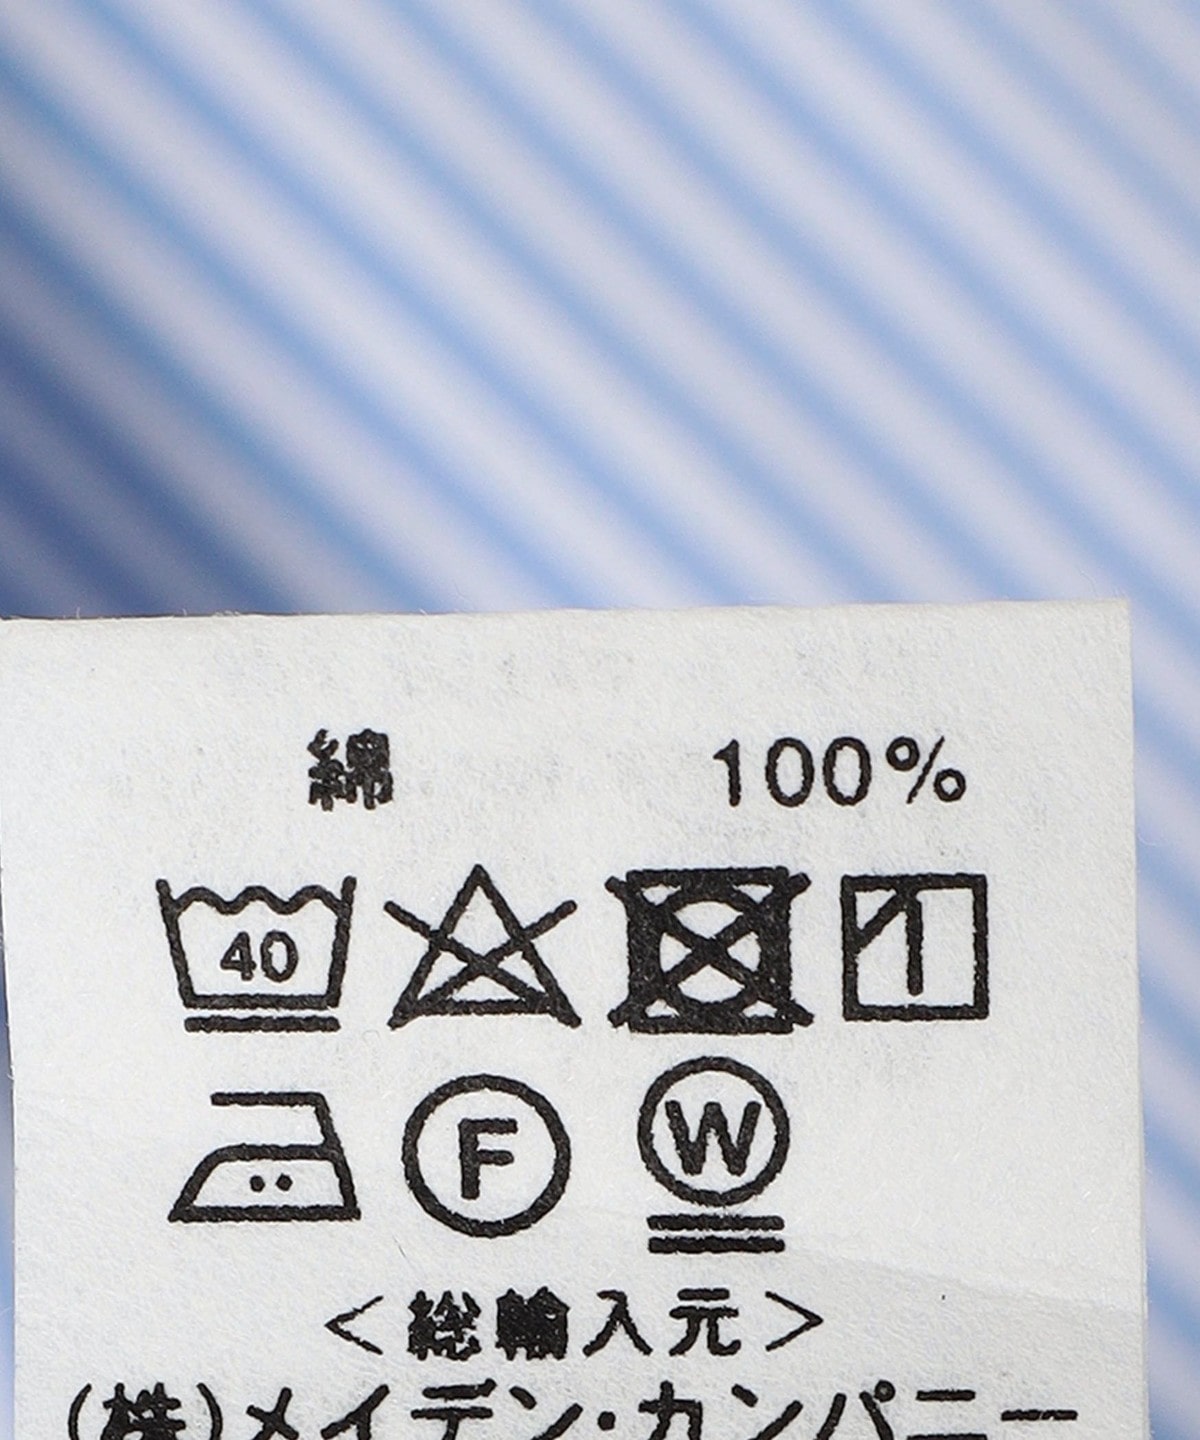 綿 100%
40
F W
<総輸入元>
(株)メイデン・カンパニー